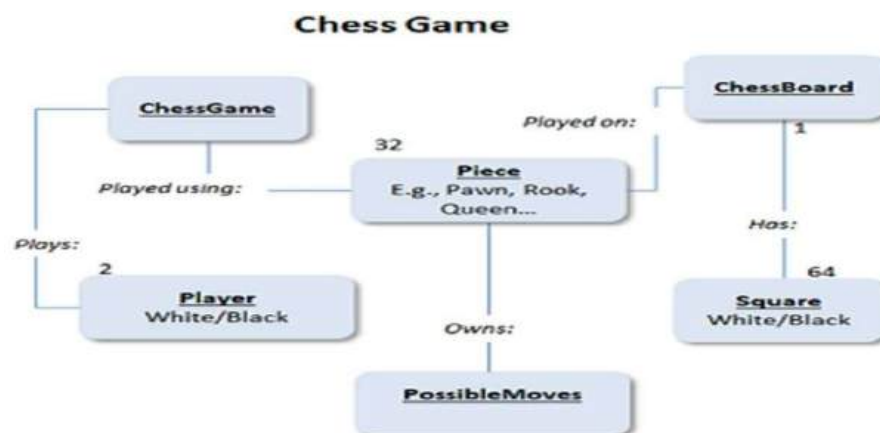 Chess Game
ChessGame
ChessBoard
1
Played on:
32
Piece
E.g., Pawn, Rook,
Queen...
Played using:
Has:
Plays:
2
Player
White/Black
64
Square
White/Black
Owns:
PossibleMoves